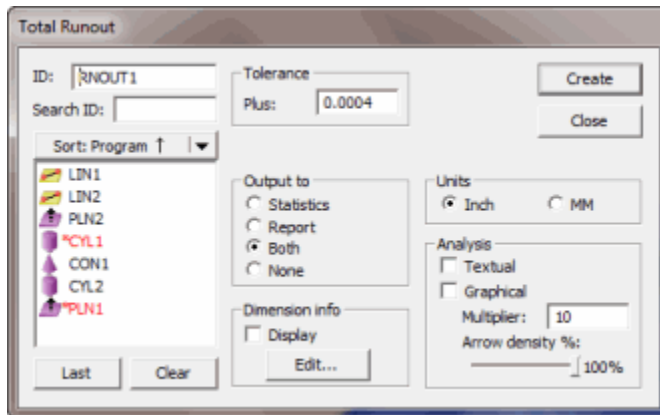 Total Runout
ID: RNOUT1
Search ID:
Sort: Program ↑
LIN1
LIN2
PLN2
*CYL1
CON1
CYL2
*PLN1
Last Clear
Tolerance
Plus: 0.0004
Output to
Statistics
Report
Both
None
Dimension info
Display
Edit...
Create
Close
Units
Inch MM
Analysis
Textual
Graphical
Multiplier: 10
Arrow density %:
100%